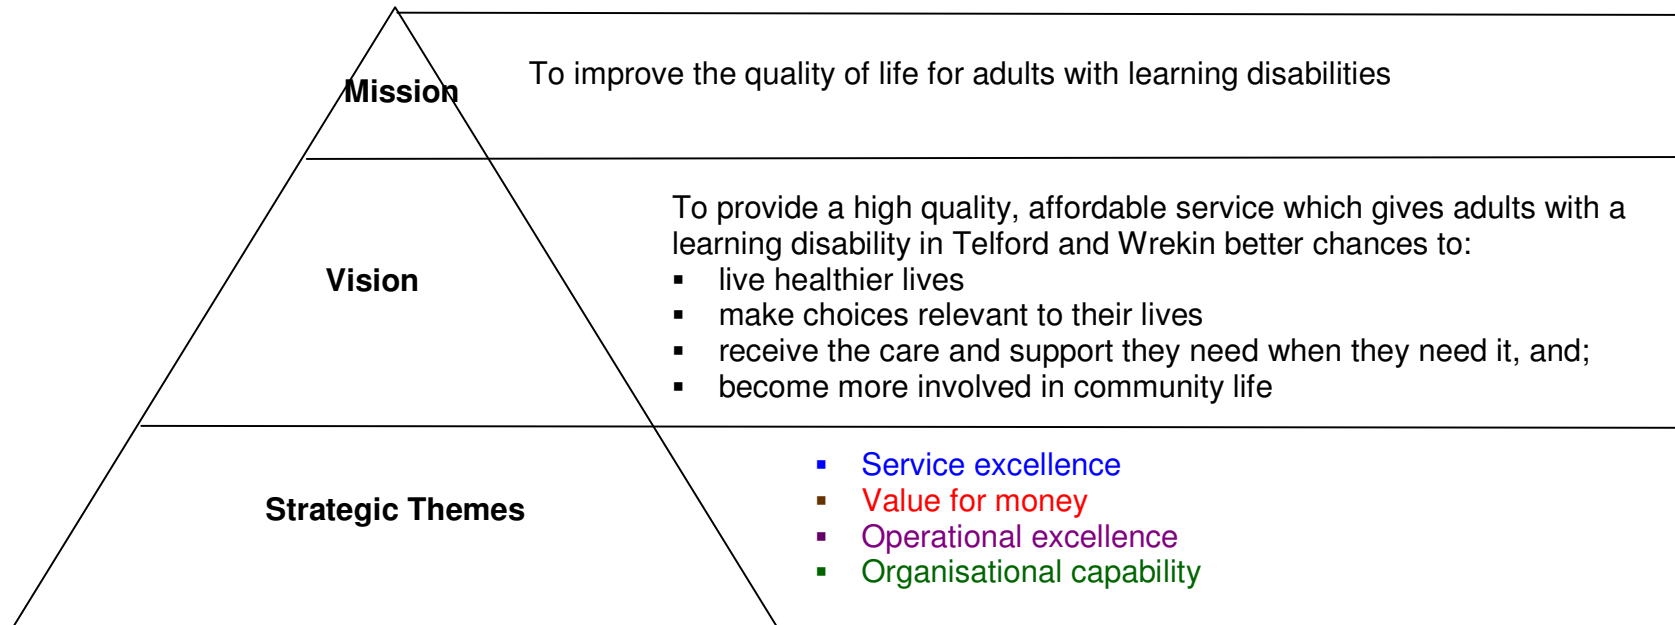 Mission
To improve the quality of life for adults with learning disabilities
Vision
To provide a high quality, affordable service which gives adults with a
learning disability in Telford and Wrekin better chances to:
▪ live healthier lives
▪ make choices relevant to their lives
▪ receive the care and support they need when they need it, and;
▪ become more involved in community life
Strategic Themes
▪ Service excellence
▪ Value for money
▪ Operational excellence
▪ Organisational capability